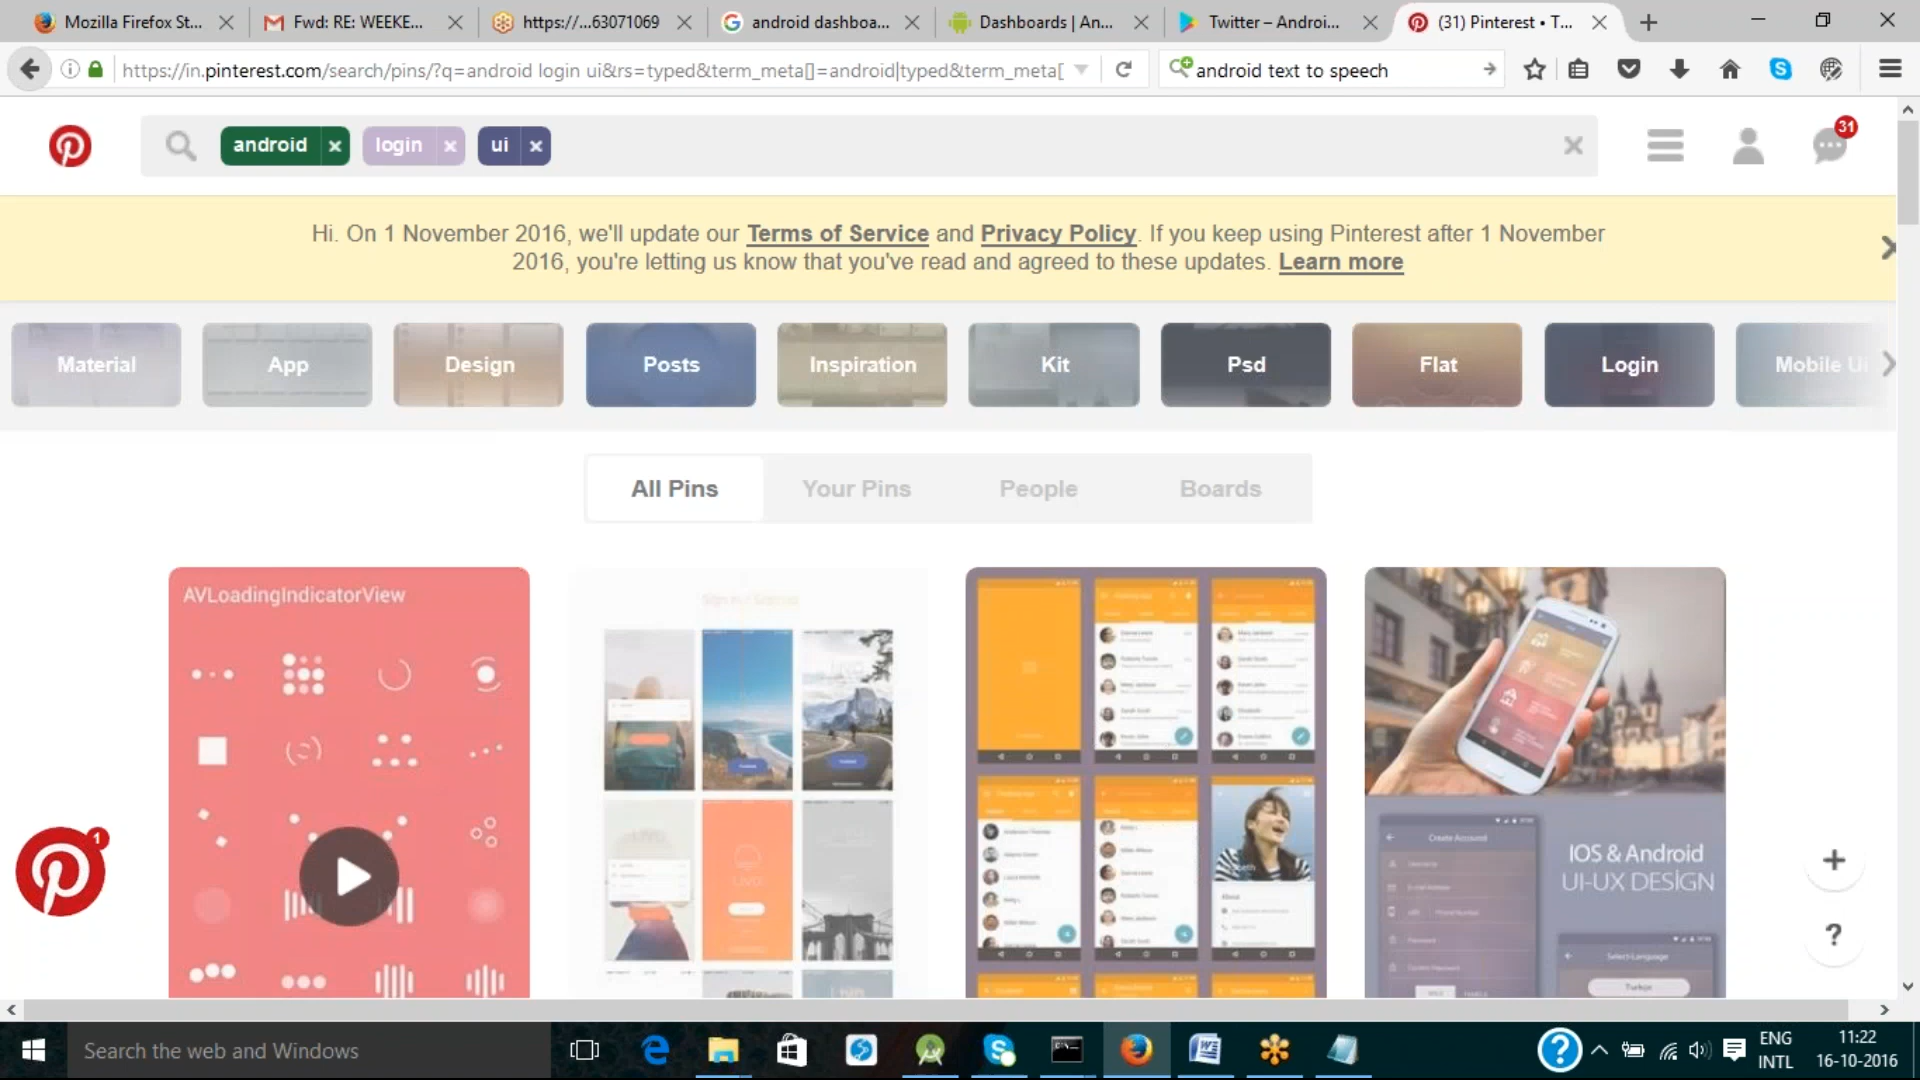 Mozilla Firefox St...
Fwd: RE: WEEKE...
https://...63071069
android dashboa...
Dashboards | An...
Twitter – Androi...
(31) Pinterest • T...
https://in.pinterest.com/search/pins/?q=android login ui&rs=typed&term_meta[]=android|typed&term_meta[
android text to speech
android
login
ui
31
Hi. On 1 November 2016, we'll update our Terms of Service and Privacy Policy. If you keep using Pinterest after 1 November
2016, you're letting us know that you've read and agreed to these updates. Learn more
Material
App
Design
Posts
Inspiration
Kit
Psd
Flat
Login
Mobile Ui
All Pins
Your Pins
People
Boards
AVLoadingIndicatorView
Create Account
IOS & Android
UI-UX DESIGN
Select Language
1
?
Search the web and Windows
ENG
INTL
11:22
16-10-2016